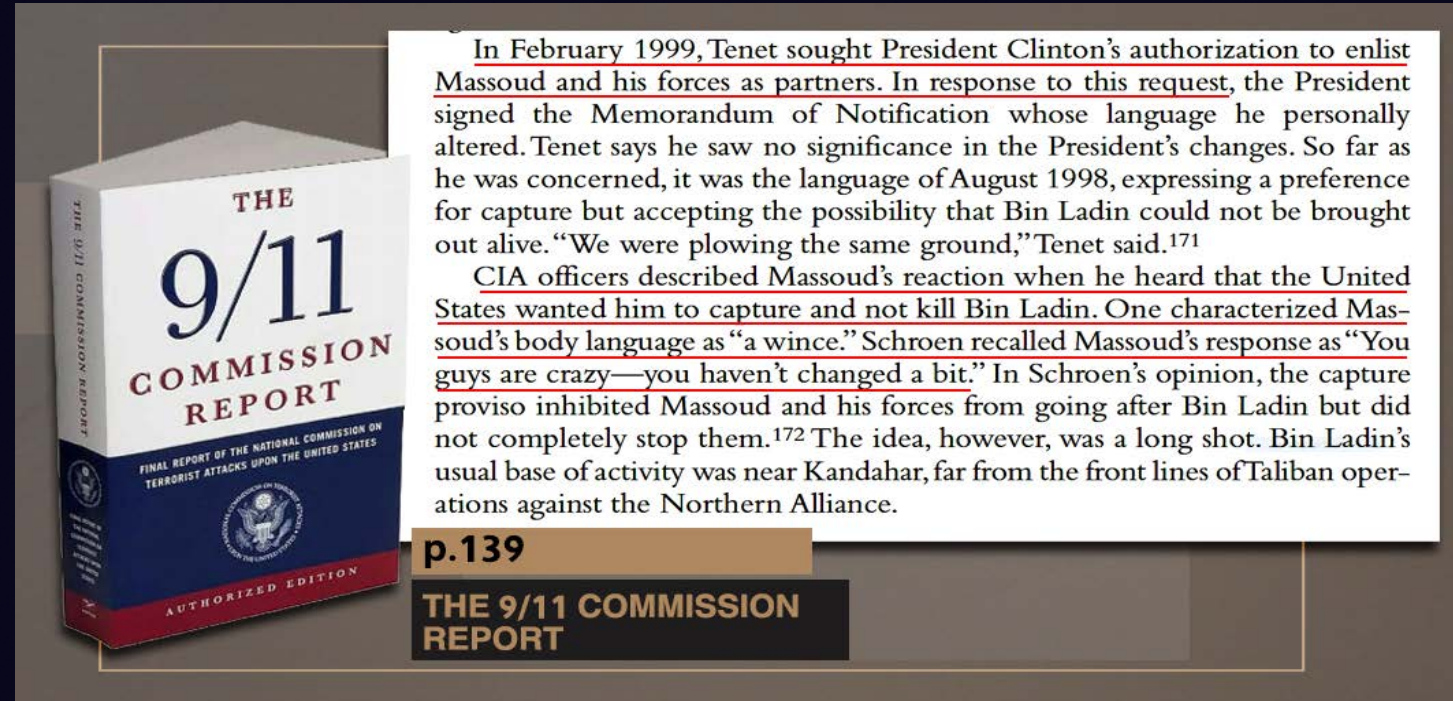 In February 1999, Tenet sought President Clinton's authorization to enlist
Massoud and his forces as partners. In response to this request, the President
signed the Memorandum of Notification whose language he personally
altered. Tenet says he saw no significance in the President's changes. So far as
he was concerned, it was the language of August 1998, expressing a preference
for capture but accepting the possibility that Bin Ladin could not be brought
out alive. “We were plowing the same ground,” Tenet said.171
CIA officers described Massoud's reaction when he heard that the United
States wanted him to capture and not kill Bin Ladin. One characterized Mas-
soud's body language as “a wince.” Schroen recalled Massoud's response as “You
guys are crazy—you haven't changed a bit.” In Schroen's opinion, the capture
proviso inhibited Massoud and his forces from going after Bin Ladin but did
not completely stop them.172 The idea, however, was a long shot. Bin Ladin's
usual base of activity was near Kandahar, far from the front lines of Taliban oper-
ations against the Northern Alliance.
p.139
THE 9/11 COMMISSION
REPORT
THE
9/11
COMMISSION
REPORT
FINAL REPORT OF THE NATIONAL COMMISSION ON
TERRORIST ATTACKS UPON THE UNITED STATES
AUTHORIZED EDITION
THE 9/11 COMMISSION REPORT